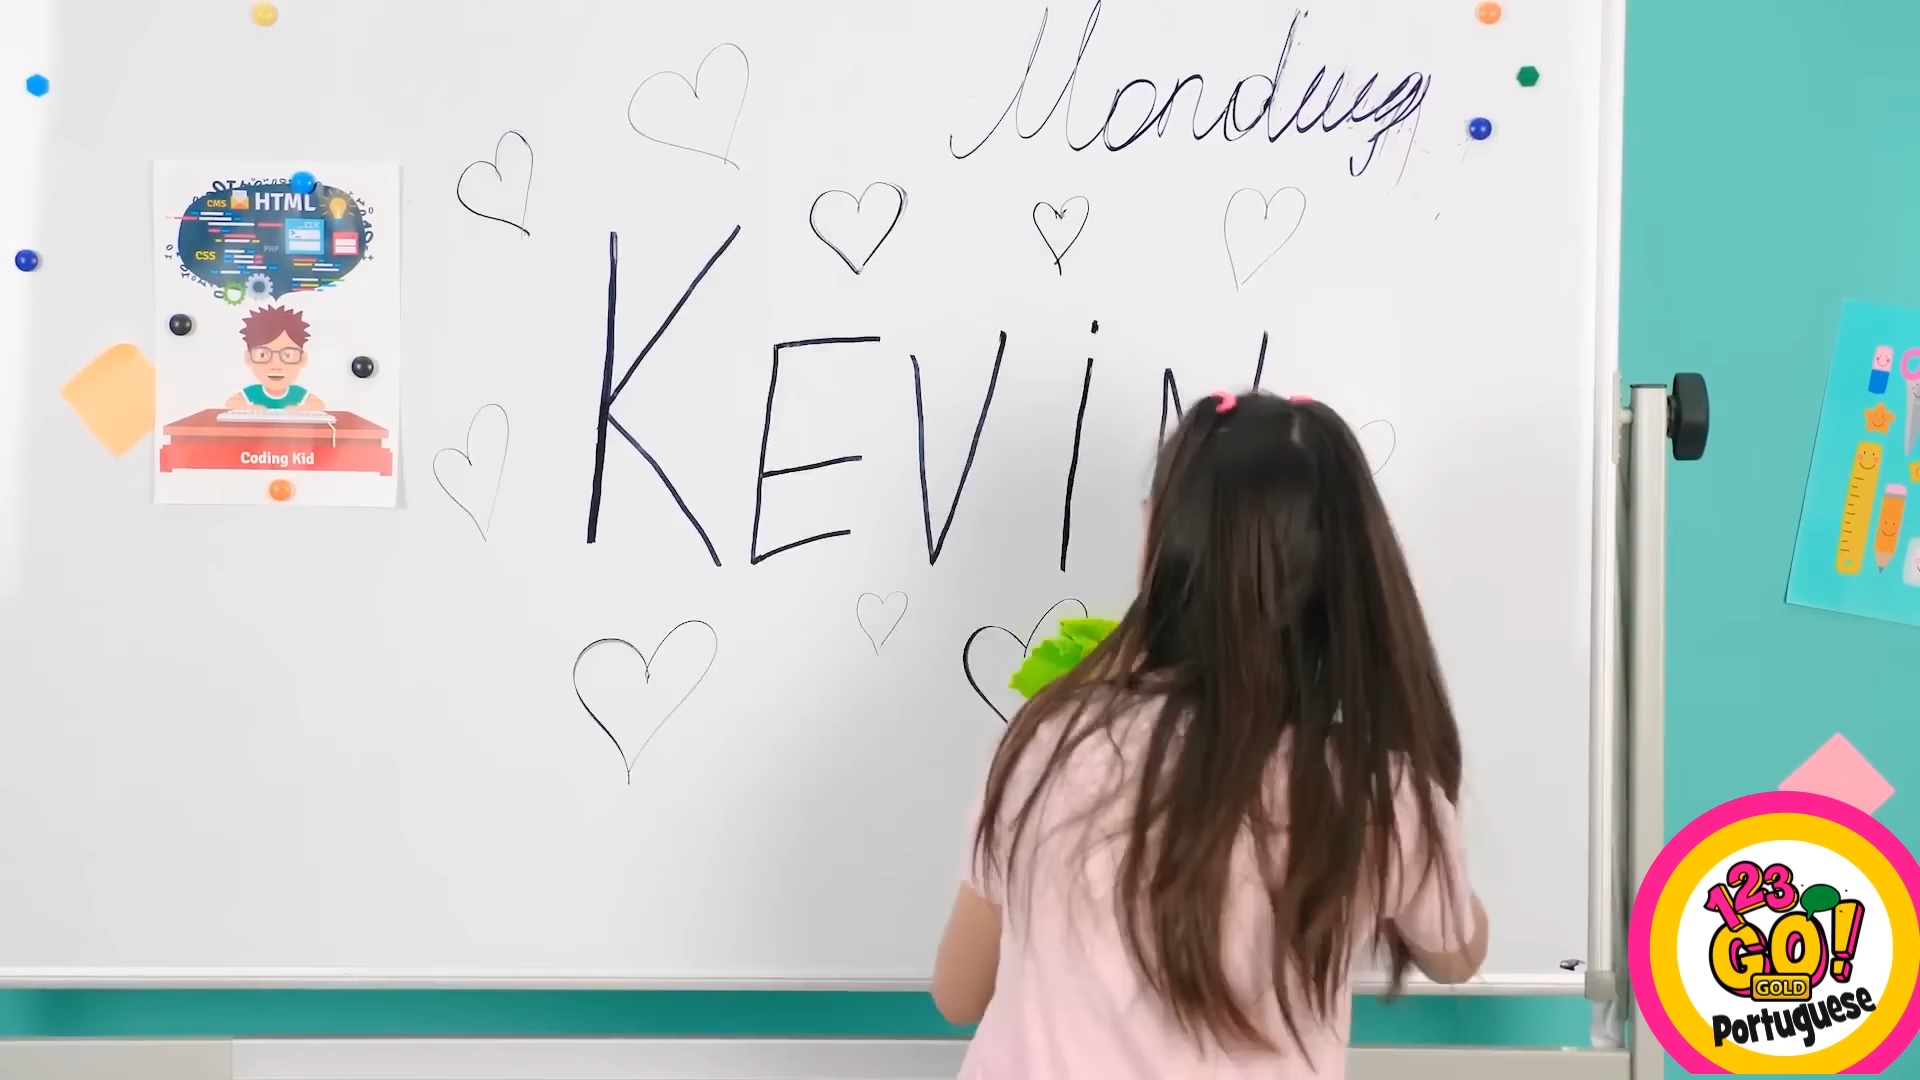 Monday
CMS
HTML
PHP
CSS
Coding Kid
KEViN
123
GO!
GOLD
Portuguese